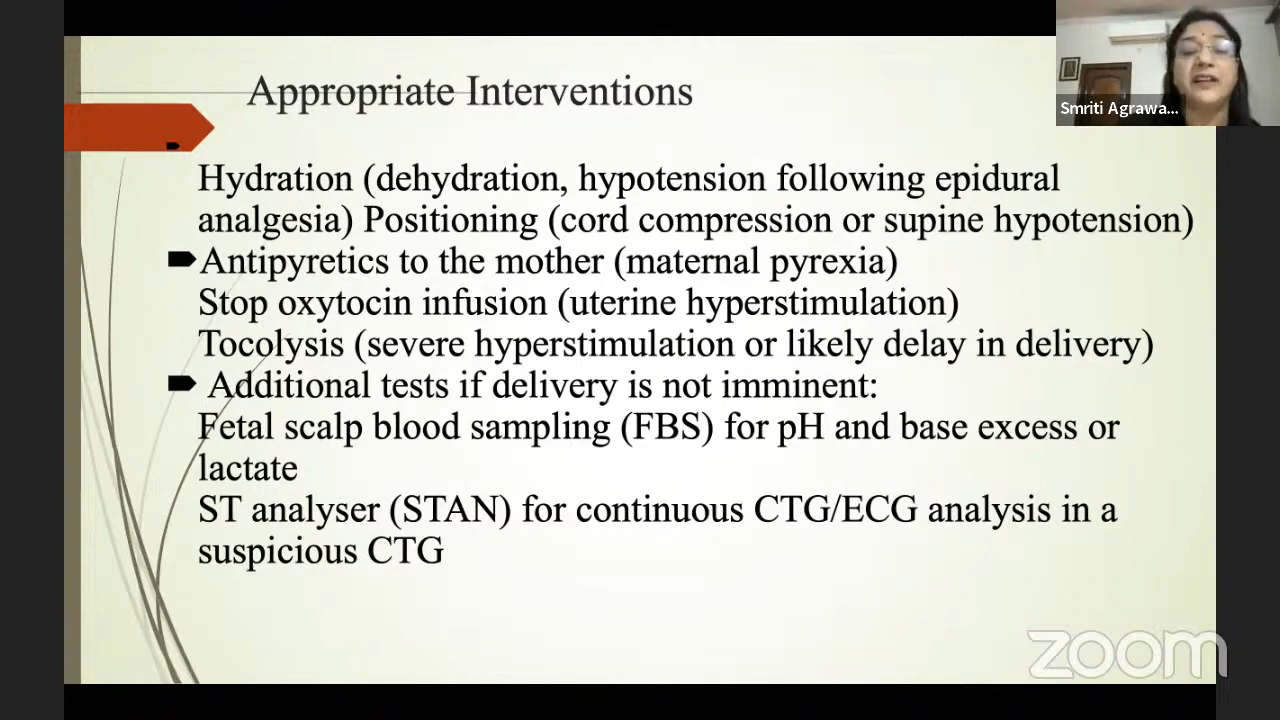 Appropriate Interventions
Smriti Agrawa...
Hydration (dehydration, hypotension following epidural
analgesia) Positioning (cord compression or supine hypotension)
Antipyretics to the mother (maternal pyrexia)
Stop oxytocin infusion (uterine hyperstimulation)
Tocolysis (severe hyperstimulation or likely delay in delivery)
Additional tests if delivery is not imminent:
Fetal scalp blood sampling (FBS) for pH and base excess or
lactate
ST analyser (STAN) for continuous CTG/ECG analysis in a
suspicious CTG
zoom